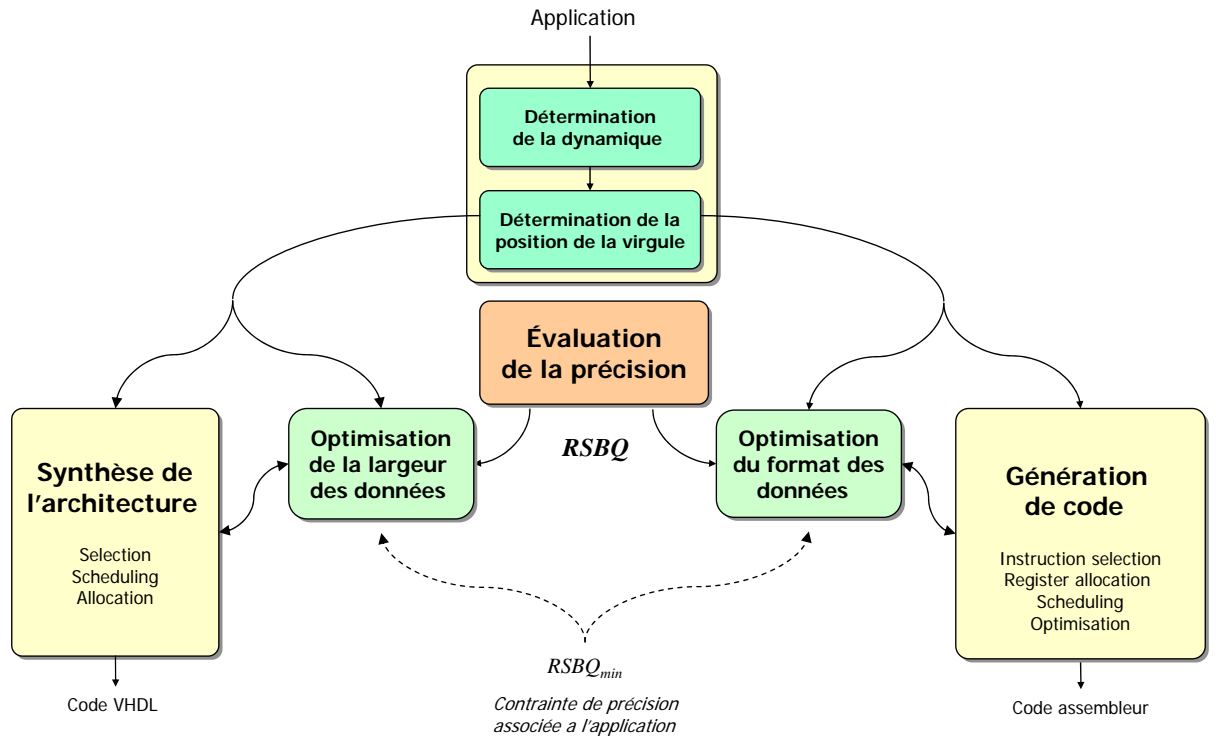 Application
Détermination
de la dynamique
Détermination de la
position de la virgule
Évaluation
de la précision
Synthèse de
l'architecture
Selection
Scheduling
Allocation
Optimisation
de la largeur
des données
RSBQ
Optimisation
du format des
données
Génération
de code
Instruction selection
Register allocation
Scheduling
Optimisation
RSBQmin
Contrainte de précision
associée a l'application
Code VHDL
Code assembleur